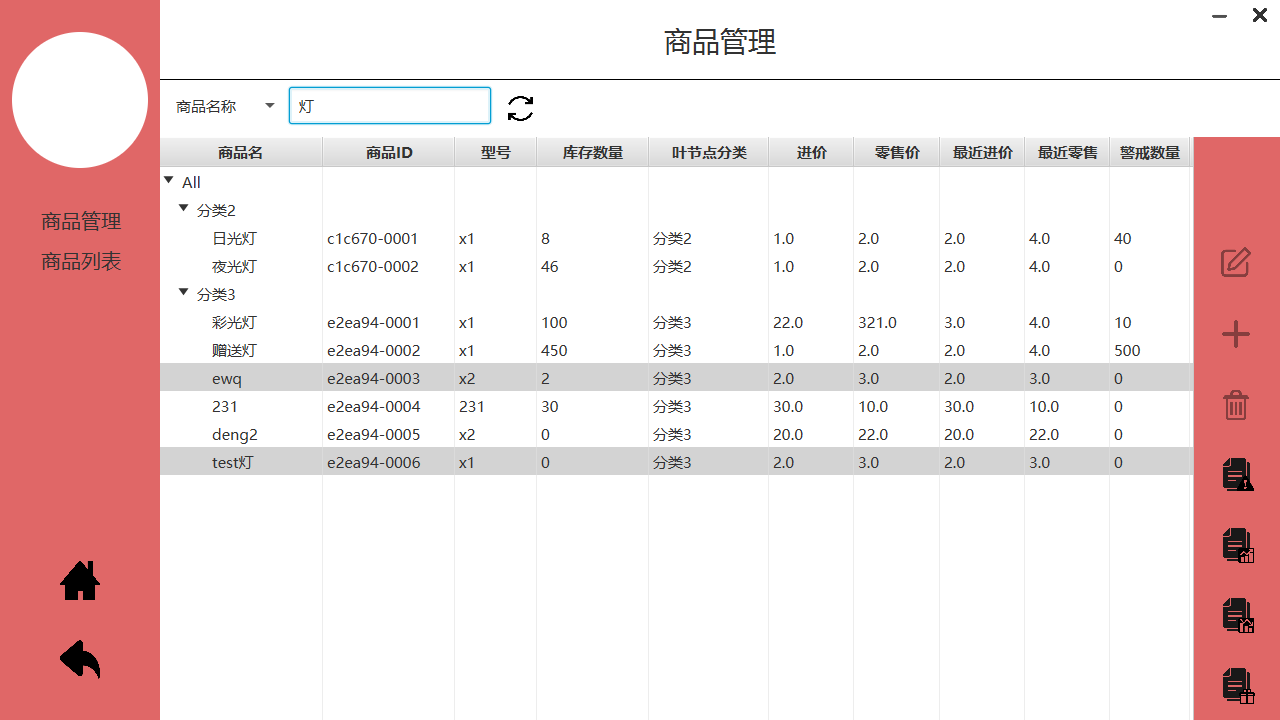 商品管理
商品名称 灯
商品管理
商品列表
商品名 商品ID 型号 库存数量 叶节点分类 进价 零售价 最近进价 最近零售 警戒数量
All
分类2
日光灯 c1c670-0001 x1 8 分类2 1.0 2.0 2.0 4.0 40
夜光灯 c1c670-0002 x1 46 分类2 1.0 2.0 2.0 4.0 0
分类3
彩光灯 e2ea94-0001 x1 100 分类3 22.0 321.0 3.0 4.0 10
赠送灯 e2ea94-0002 x1 450 分类3 1.0 2.0 2.0 4.0 500
ewq e2ea94-0003 x2 2 分类3 2.0 3.0 2.0 3.0 0
231 e2ea94-0004 231 30 分类3 30.0 10.0 30.0 10.0 0
deng2 e2ea94-0005 x2 0 分类3 20.0 22.0 20.0 22.0 0
test灯 e2ea94-0006 x1 0 分类3 2.0 3.0 2.0 3.0 0